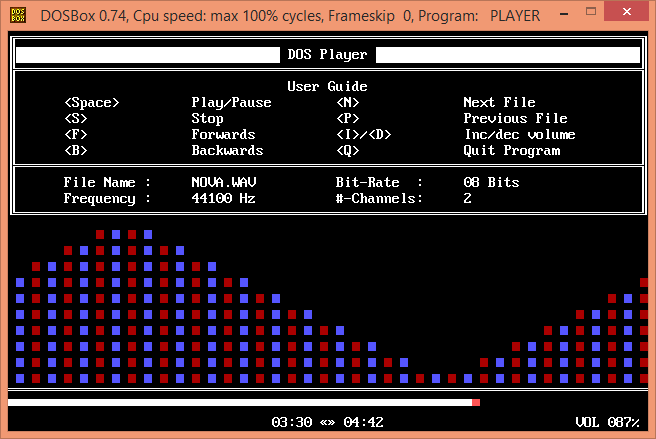 DOS BOX DOSBox 0.74, Cpu speed: max 100% cycles, Frameskip 0, Program: PLAYER
DOS Player
User Guide
<Space> Play/Pause <N> Next File
<S> Stop <P> Previous File
<F> Forwards <I>/<D> Inc/dec volume
<B> Backwards <Q> Quit Program
File Name : NOVA.WAV Bit-Rate : 08 Bits
Frequency : 44100 Hz #-Channels: 2
03:30 «» 04:42 VOL 087%